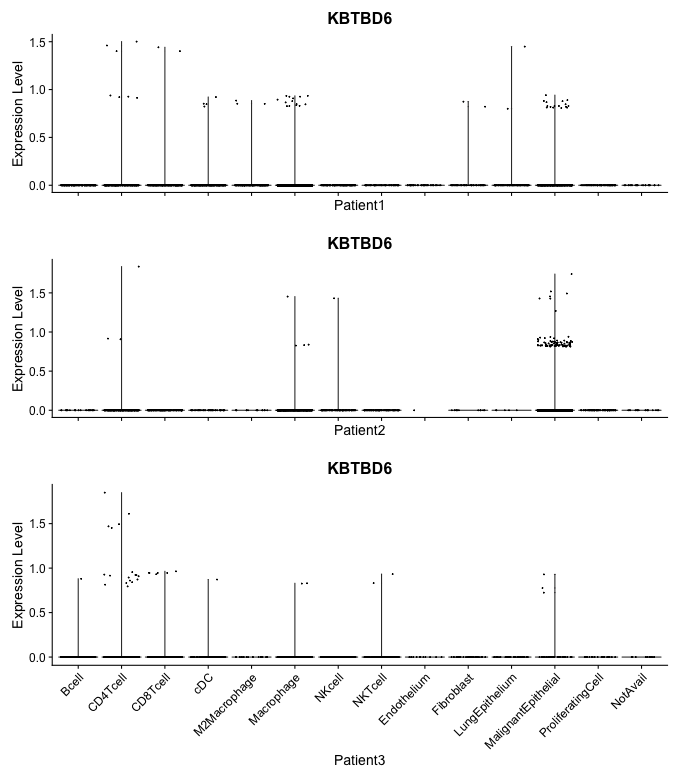 KBTBD6
1.5
1.0
0.5
0.0
Expression Level
Patient1
KBTBD6
1.5
1.0
0.5
0.0
Expression Level
Patient2
KBTBD6
1.5
1.0
0.5
0.0
Expression Level
Bcell
CD4Tcell
CD8Tcell
cDC
M2Macrophage
Macrophage
NKcell
NKTcell
Endothelium
Fibroblast
LungEpithelium
MalignantEpithelial
ProliferatingCell
NotAvail
Patient3